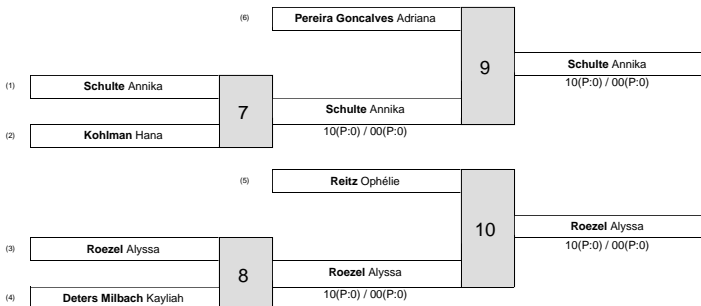 (6) Pereira Goncalves Adriana
9
Schulte Annika
10(P:0) / 00(P:0)
(1) Schulte Annika
7
Schulte Annika
10(P:0) / 00(P:0)
(2) Kohlman Hana
(5) Reitz Ophélie
10
Roezel Alyssa
10(P:0) / 00(P:0)
(3) Roezel Alyssa
8
Roezel Alyssa
10(P:0) / 00(P:0)
(4) Deters Milbach Kayliah